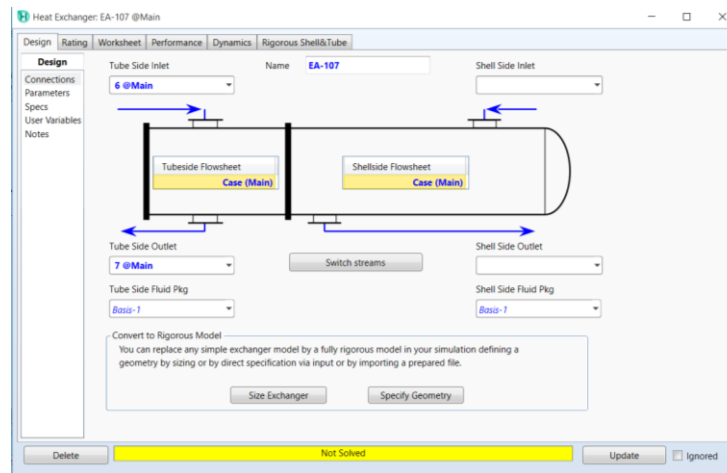 Heat Exchanger: EA-107 @Main
Design Rating Worksheet Performance Dynamics Rigorous Shell&Tube
Design
Connections
Parameters
Specs
User Variables
Notes
Tube Side Inlet Name EA-107 Shell Side Inlet
6 @Main
Tubeside Flowsheet Shellside Flowsheet
Case (Main) Case (Main)
Tube Side Outlet Shell Side Outlet
7 @Main Switch streams
Tube Side Fluid Pkg Shell Side Fluid Pkg
Basis-1 Basis-1
Convert to Rigorous Model
You can replace any simple exchanger model by a fully rigorous model in your simulation defining a
geometry by sizing or by direct specification via input or by importing a prepared file.
Size Exchanger Specify Geometry
Delete Not Solved Update Ignored